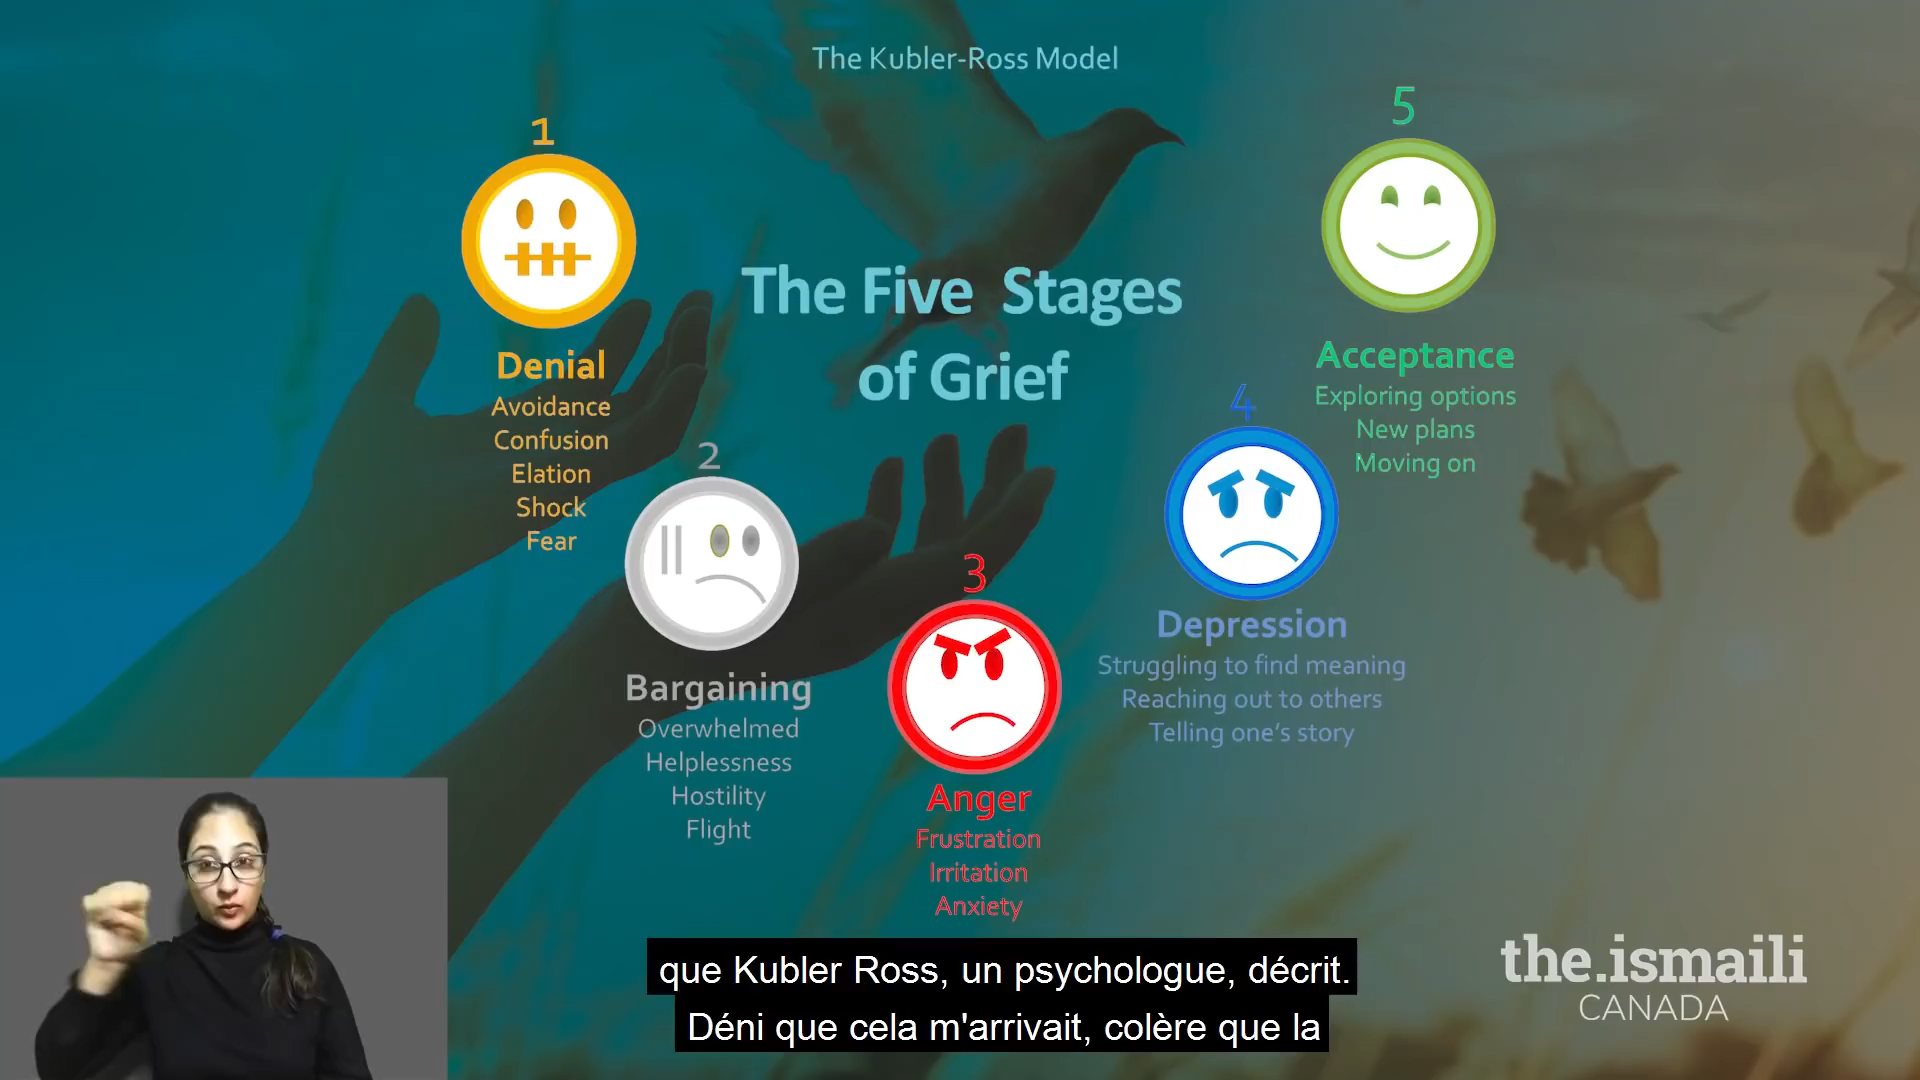 The Kubler-Ross Model
The Five Stages
of Grief
1
Denial
Avoidance
Confusion
Elation
Shock
Fear
2
Bargaining
Overwhelmed
Helplessness
Hostility
Flight
3
Anger
Frustration
Irritation
Anxiety
4
Depression
Struggling to find meaning
Reaching out to others
Telling one's story
5
Acceptance
Exploring options
New plans
Moving on
que Kubler Ross, un psychologue, décrit.
Déni que cela m'arrivait, colère que la
the.ismaili
CANADA